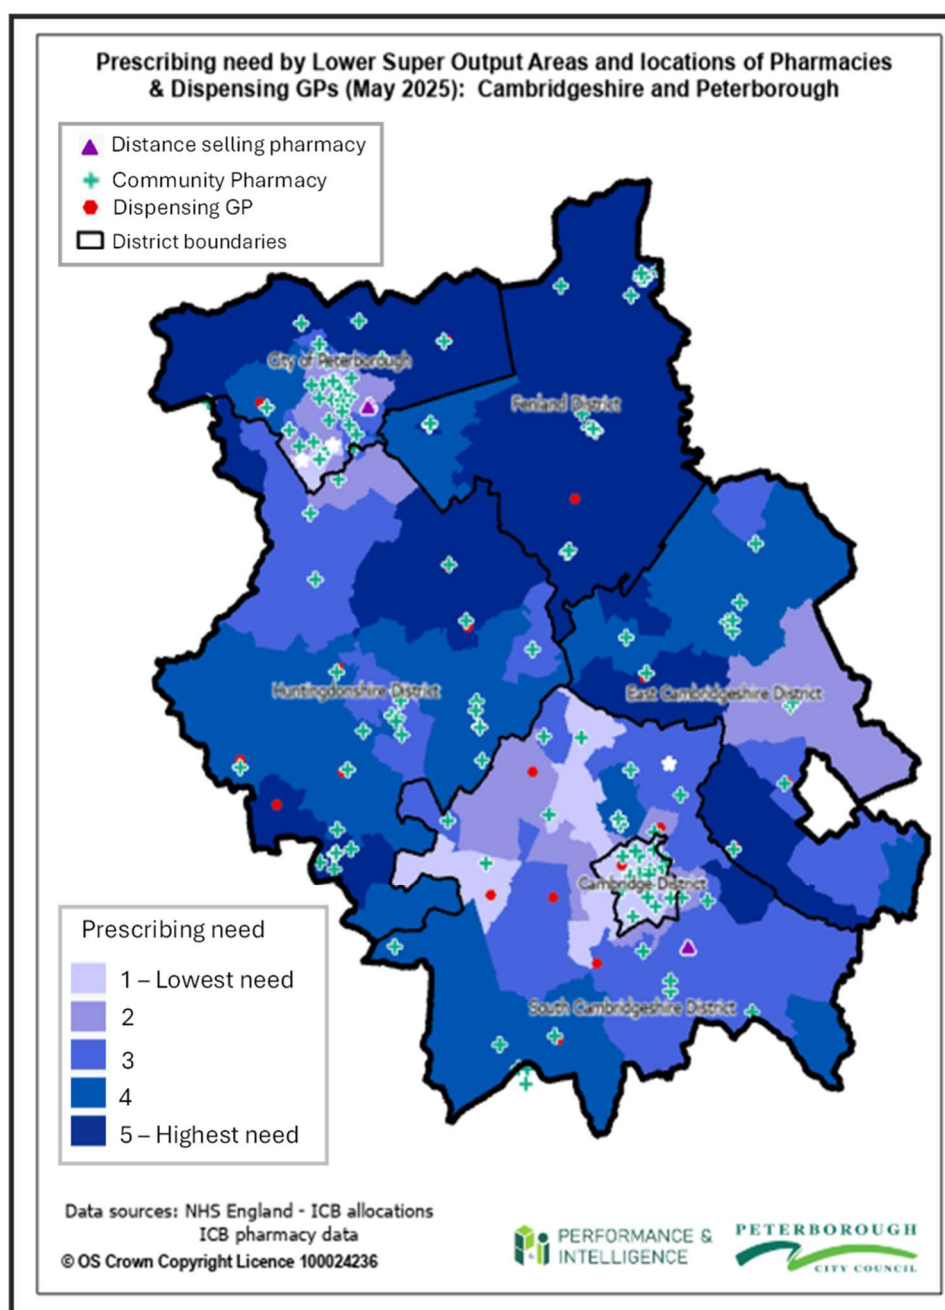 Prescribing need by Lower Super Output Areas and locations of Pharmacies
& Dispensing GPs (May 2025): Cambridgeshire and Peterborough
Distance selling pharmacy
Community Pharmacy
Dispensing GP
District boundaries
City of Peterborough
Fenland District
Huntingdonshire District
East Cambridgeshire District
Cambridge District
South Cambridgeshire District
Prescribing need
1 – Lowest need
2
3
4
5 – Highest need
Data sources: NHS England - ICB allocations
ICB pharmacy data
© OS Crown Copyright Licence 100024236
PERFORMANCE &
INTELLIGENCE
PETERBOROUGH
CITY COUNCIL